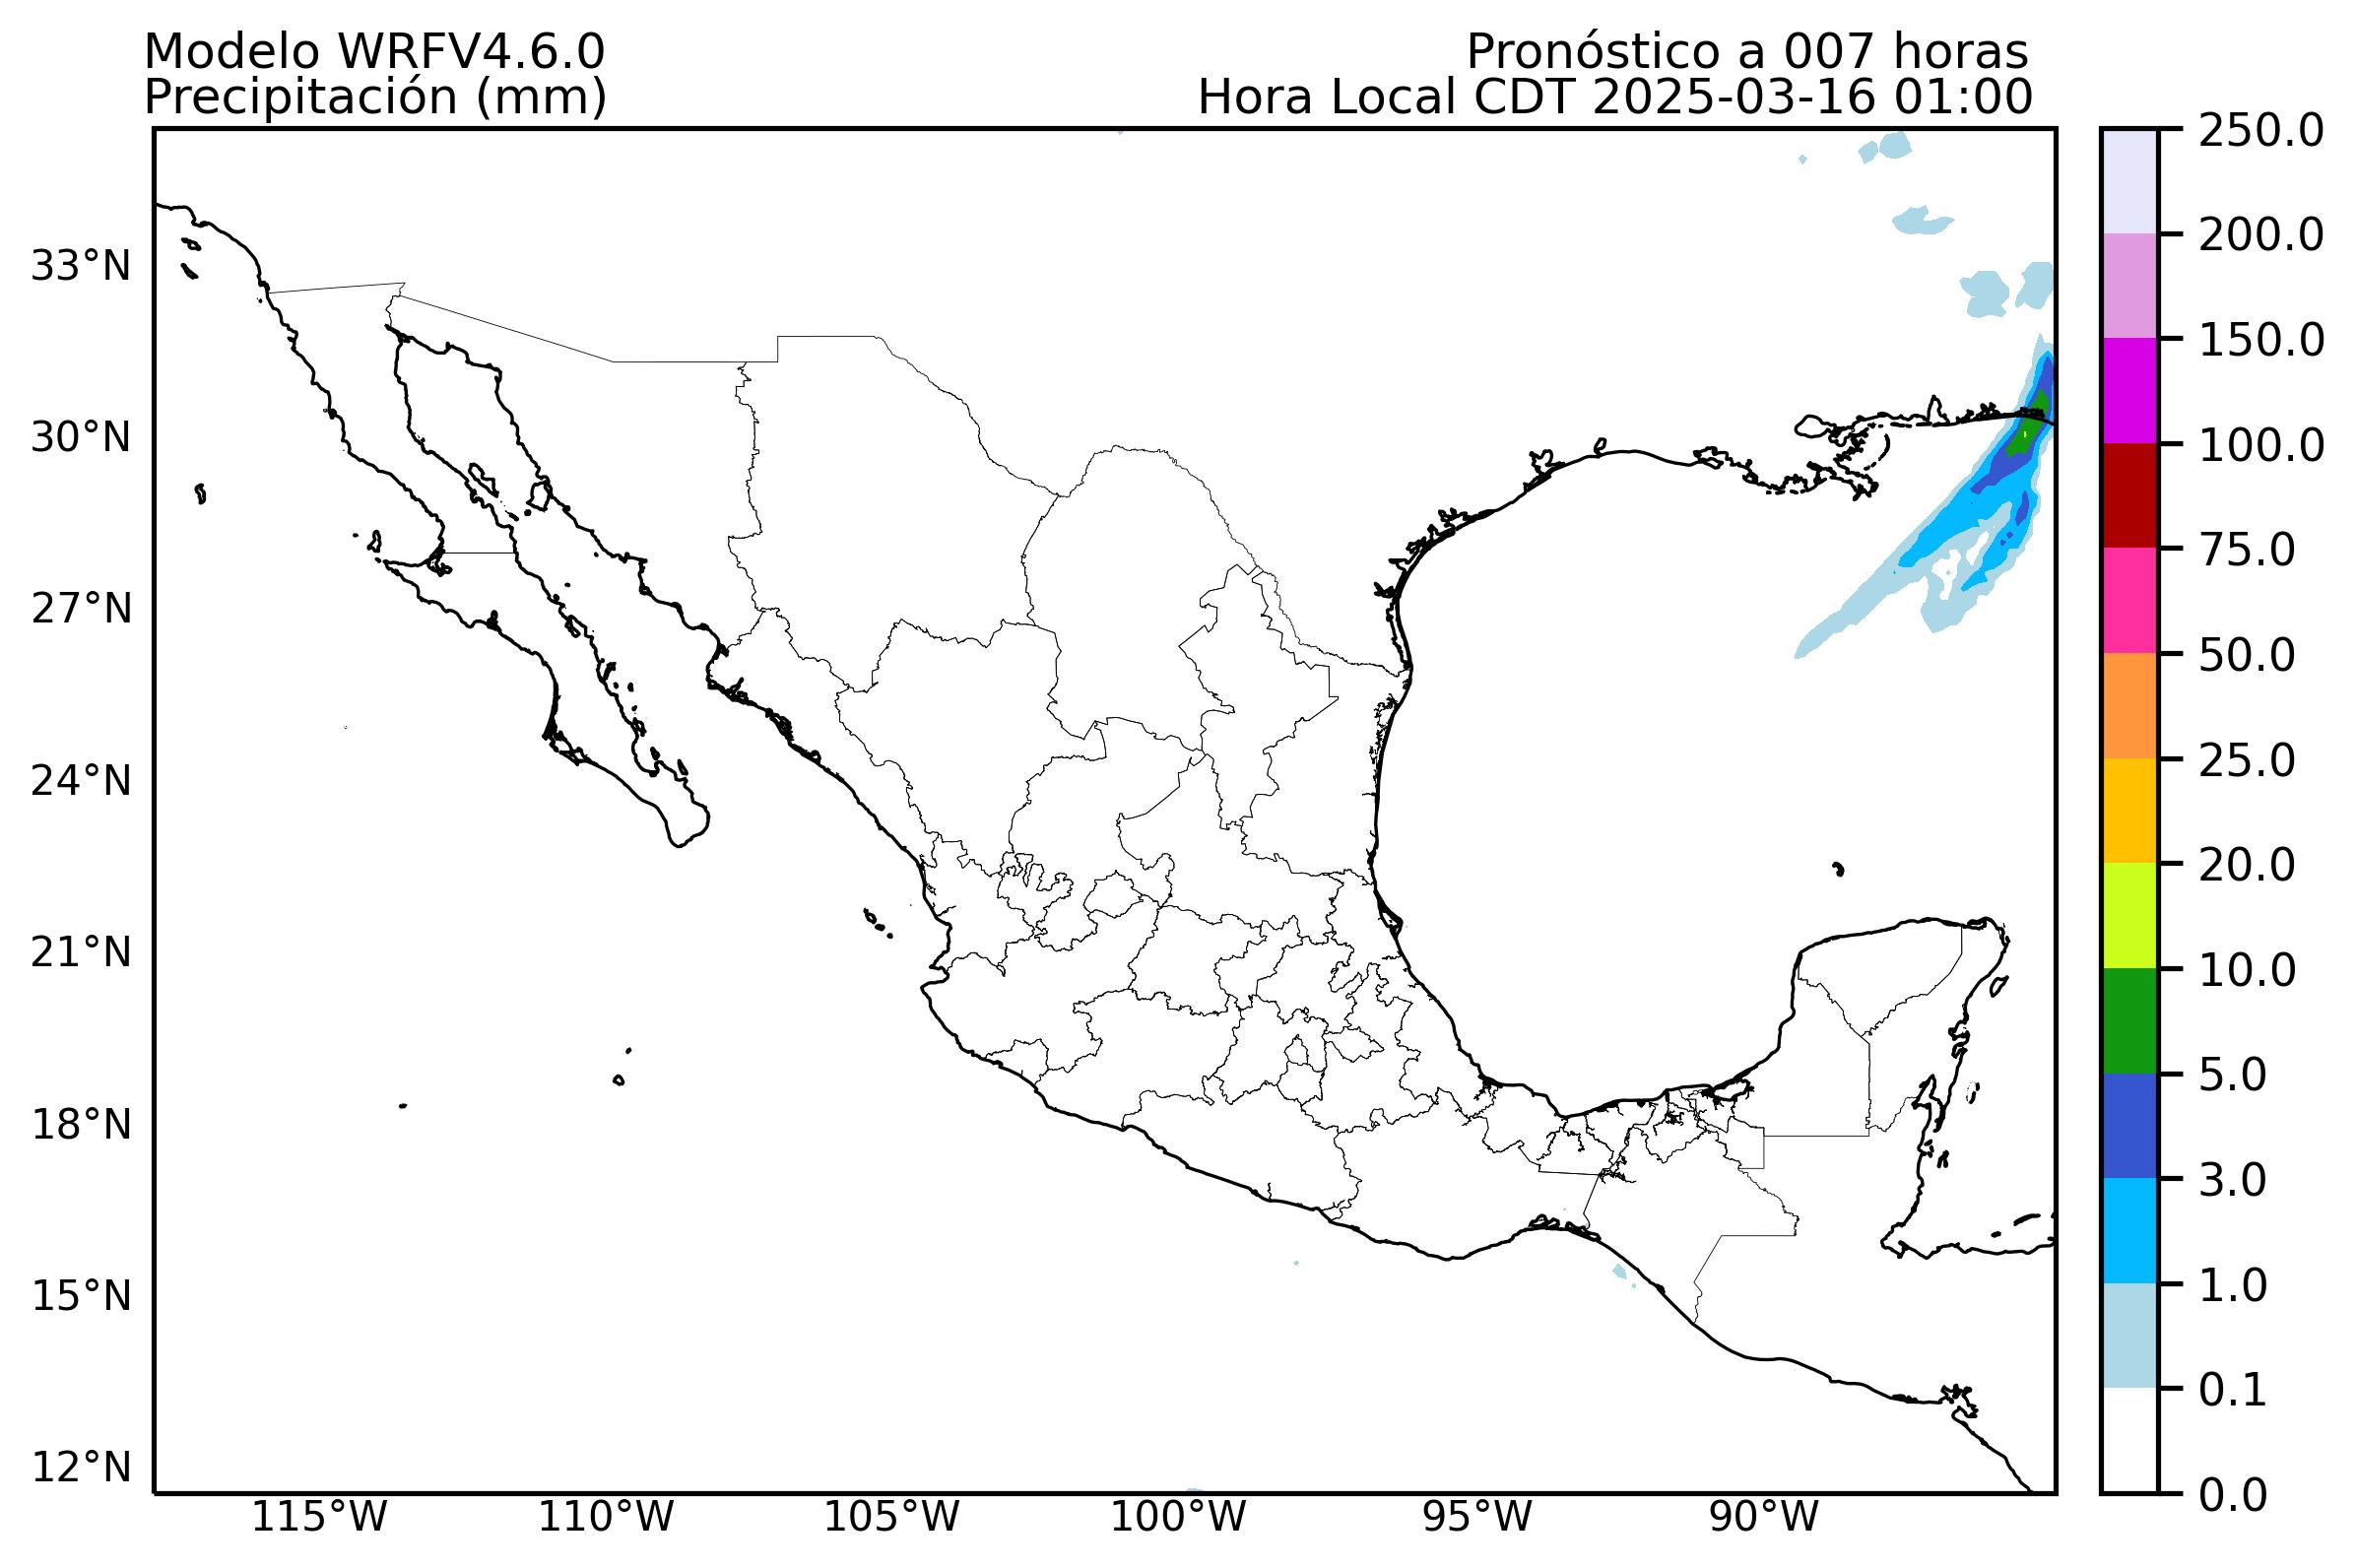 Modelo WRFV4.6.0
Precipitación (mm)
Pronóstico a 007 horas
Hora Local CDT 2025-03-16 01:00
33°N
30°N
27°N
24°N
21°N
18°N
15°N
12°N
115°W
110°W
105°W
100°W
95°W
90°W
250.0
200.0
150.0
100.0
75.0
50.0
25.0
20.0
10.0
5.0
3.0
1.0
0.1
0.0